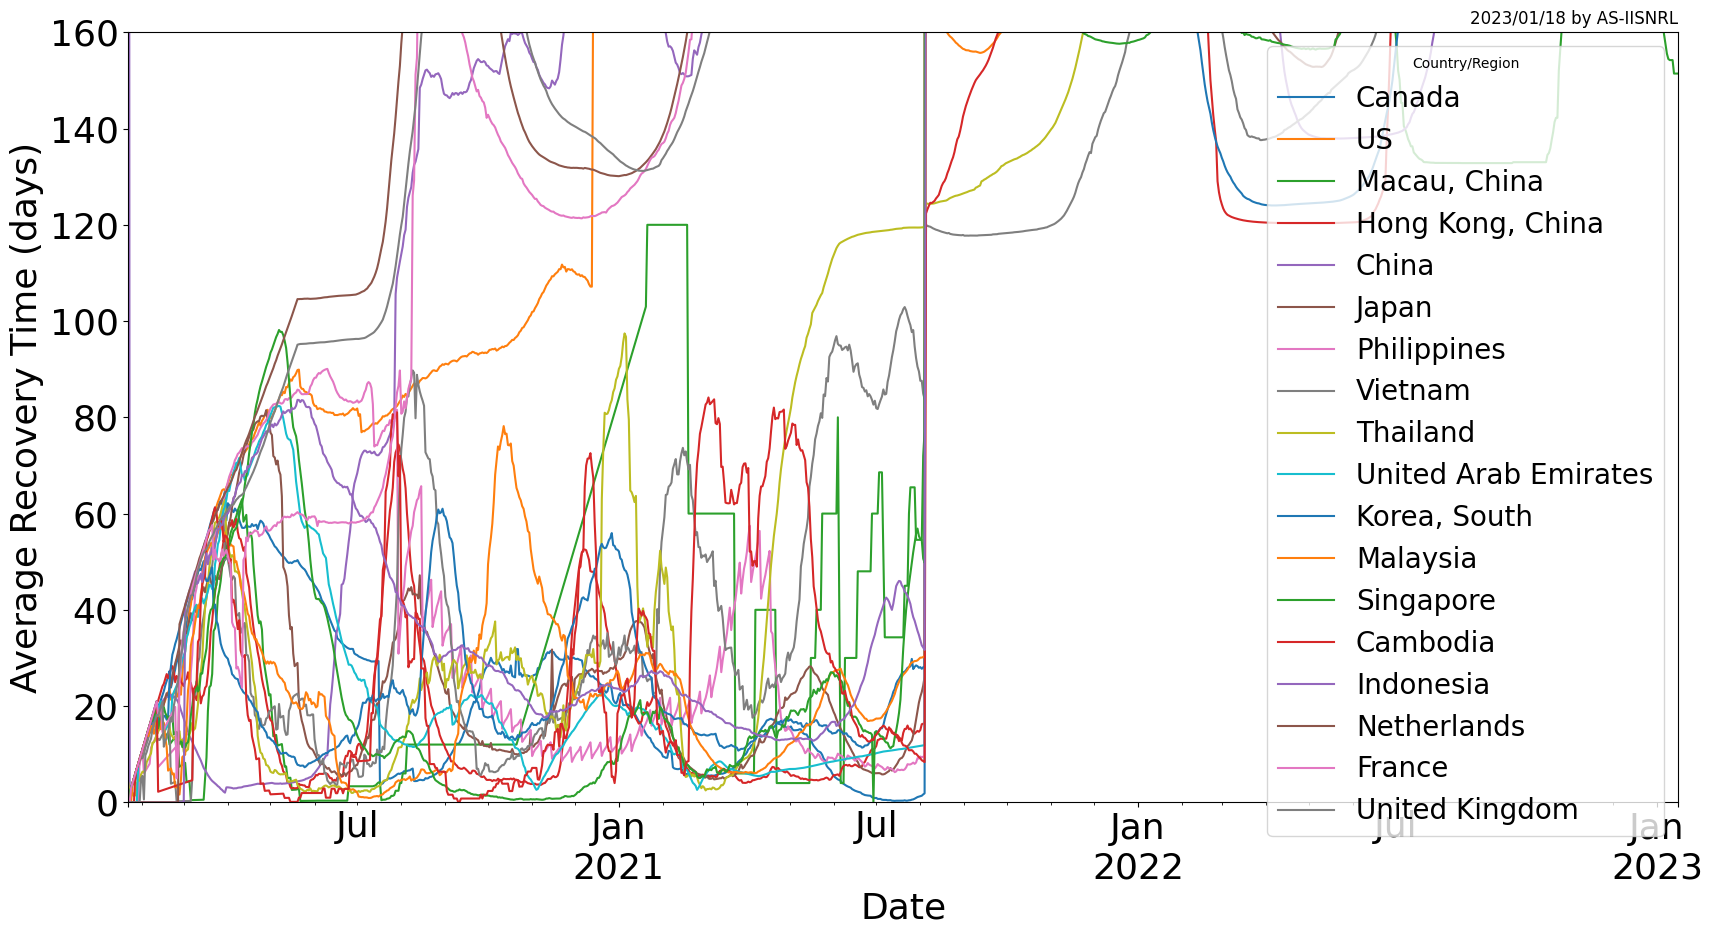 2023/01/18 by AS-IISNRL
Average Recovery Time (days)
160
140
120
100
80
60
40
20
0
Country/Region
Canada
US
Macau, China
Hong Kong, China
China
Japan
Philippines
Vietnam
Thailand
United Arab Emirates
Korea, South
Malaysia
Singapore
Cambodia
Indonesia
Netherlands
France
United Kingdom
Jul
Jan
2021
Jul
Jan
2022
Jul
Jan
2023
Date